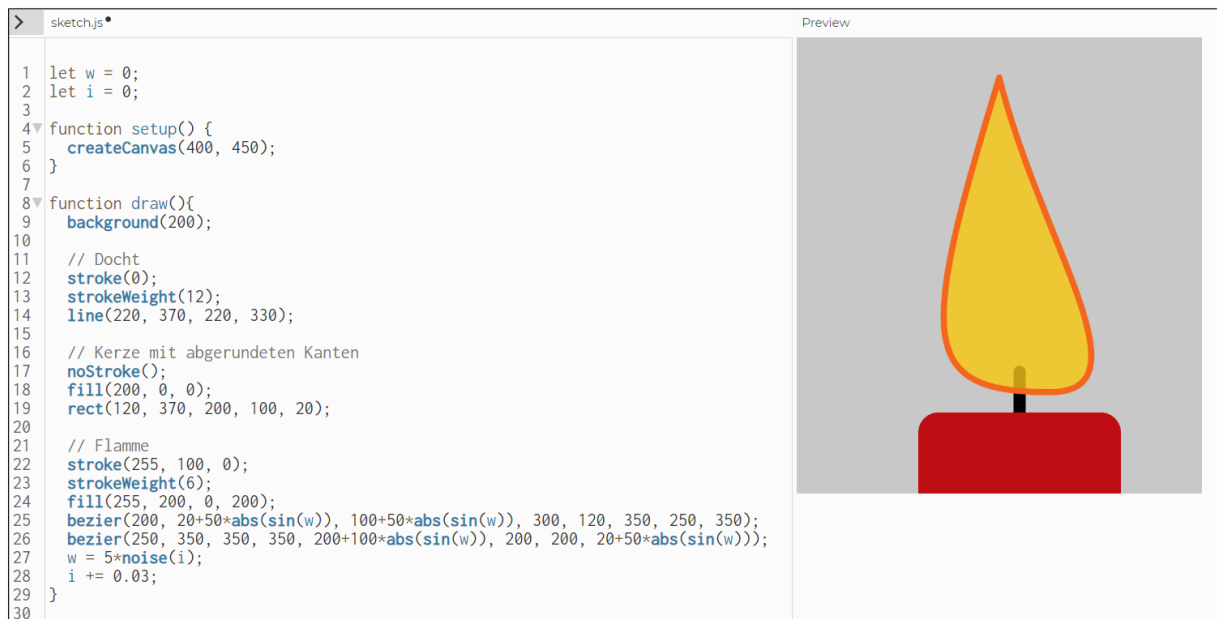 sketch.js
Preview
1 let w = 0;
2 let i = 0;
3
4 function setup() {
5   createCanvas(400, 450);
6 }
7
8 function draw(){
9   background(200);
10
11   // Docht
12   stroke(0);
13   strokeWeight(12);
14   line(220, 370, 220, 330);
15
16   // Kerze mit abgerundeten Kanten
17   noStroke();
18   fill(200, 0, 0);
19   rect(120, 370, 200, 100, 20);
20
21   // Flamme
22   stroke(255, 100, 0);
23   strokeWeight(6);
24   fill(255, 200, 0, 200);
25   bezier(200, 20+50*abs(sin(w)), 100+50*abs(sin(w)), 300, 120, 350, 250, 350);
26   bezier(250, 350, 350, 350, 200+100*abs(sin(w)), 200, 200, 20+50*abs(sin(w)));
27   w = 5*noise(i);
28   i += 0.03;
29 }
30